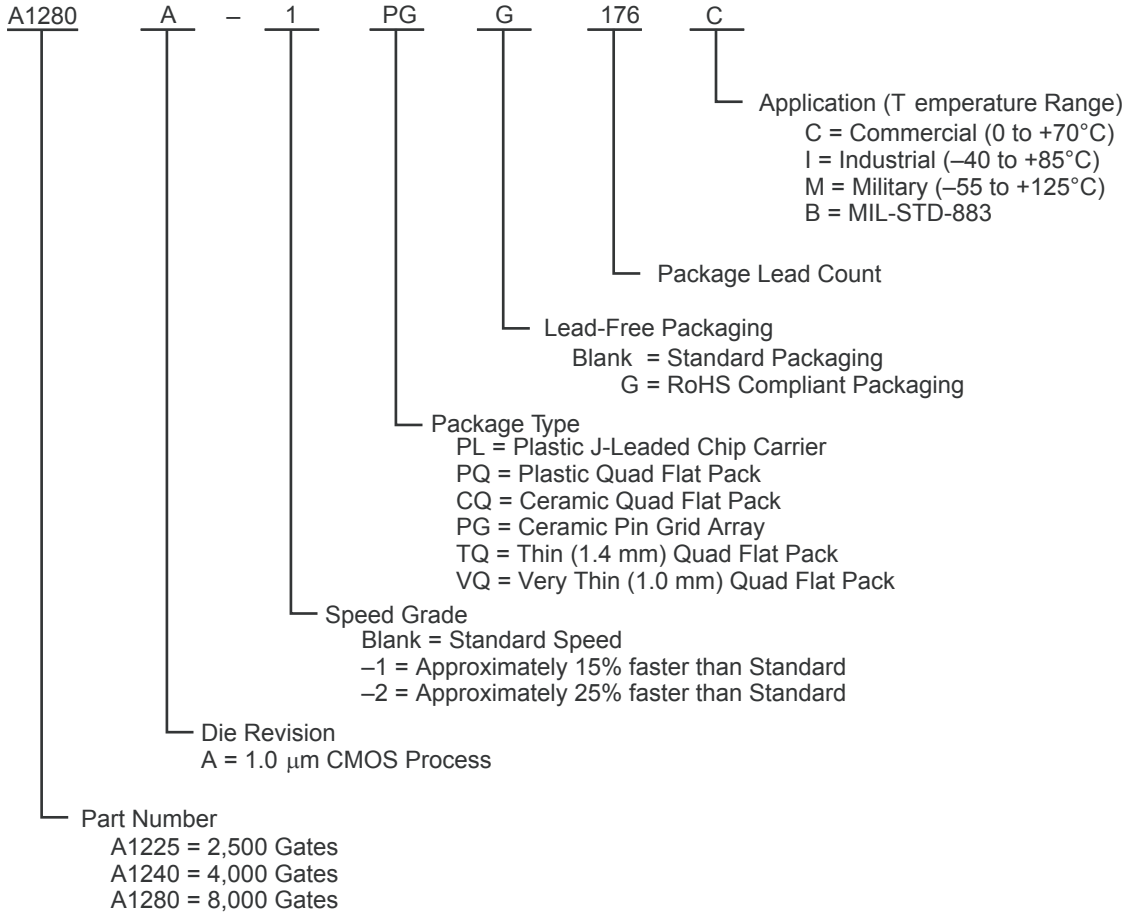 A1280 A – 1 PG G 176 C
Application (T emperature Range)
C = Commercial (0 to +70°C)
I = Industrial (–40 to +85°C)
M = Military (–55 to +125°C)
B = MIL-STD-883
Package Lead Count
Lead-Free Packaging
Blank = Standard Packaging
G = RoHS Compliant Packaging
Package Type
PL = Plastic J-Leaded Chip Carrier
PQ = Plastic Quad Flat Pack
CQ = Ceramic Quad Flat Pack
PG = Ceramic Pin Grid Array
TQ = Thin (1.4 mm) Quad Flat Pack
VQ = Very Thin (1.0 mm) Quad Flat Pack
Speed Grade
Blank = Standard Speed
–1 = Approximately 15% faster than Standard
–2 = Approximately 25% faster than Standard
Die Revision
A = 1.0 μm CMOS Process
Part Number
A1225 = 2,500 Gates
A1240 = 4,000 Gates
A1280 = 8,000 Gates